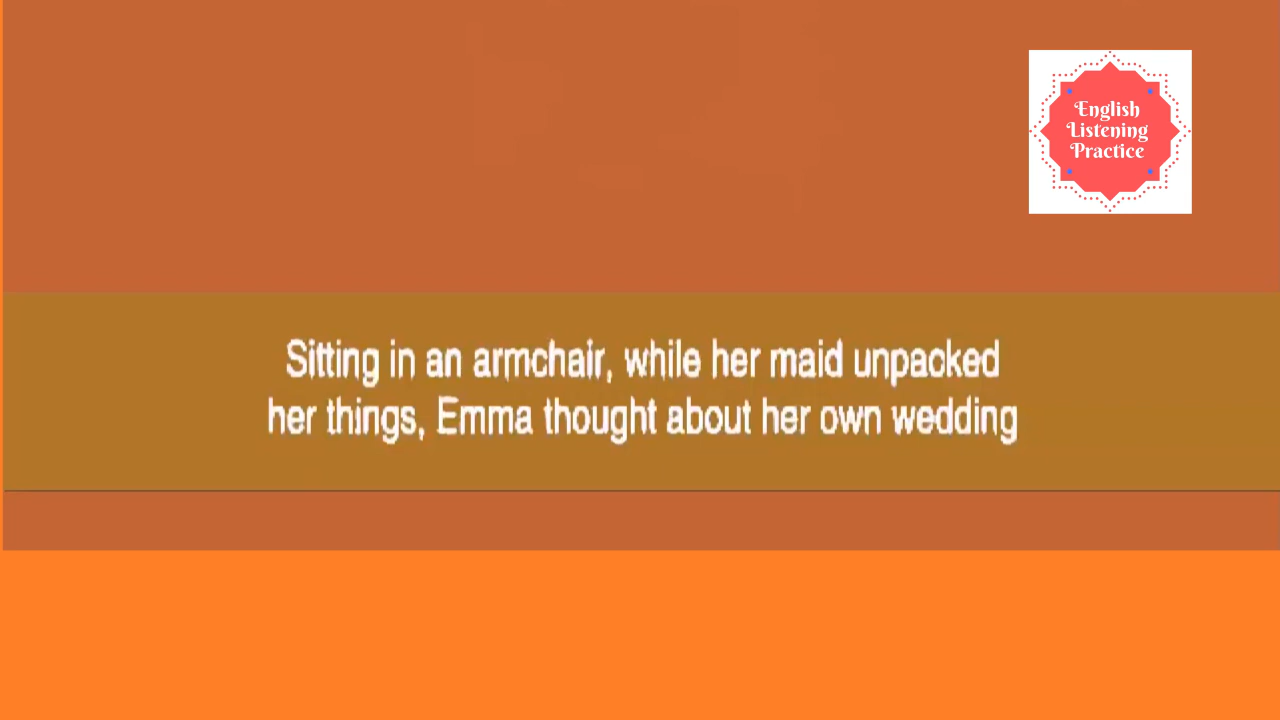 English
Listening
Practice
Sitting in an armchair, while her maid unpacked
her things, Emma thought about her own wedding